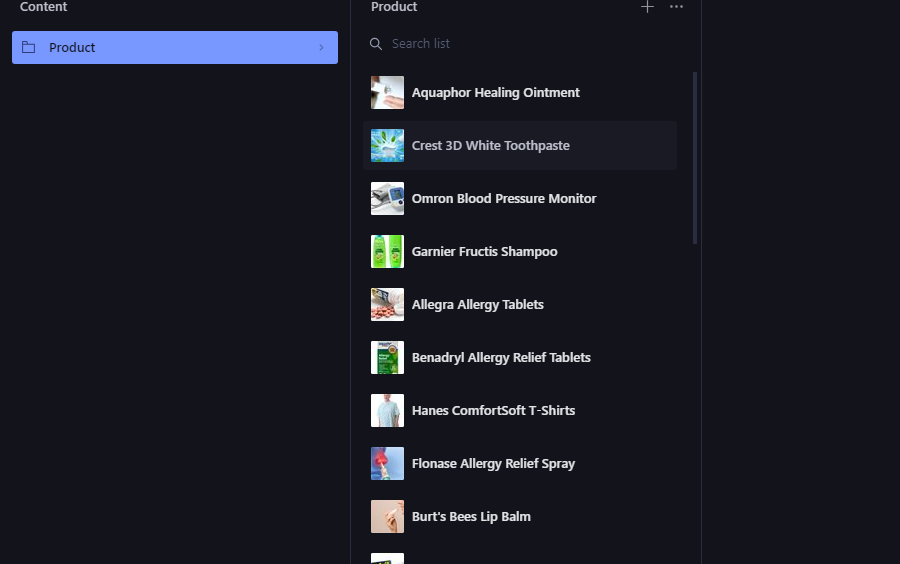 Content
Product
Product
Search list
Aquaphor Healing Ointment
Crest 3D White Toothpaste
Omron Blood Pressure Monitor
Garnier Fructis Shampoo
Allegra Allergy Tablets
Benadryl Allergy Relief Tablets
Hanes ComfortSoft T-Shirts
Flonase Allergy Relief Spray
Burt's Bees Lip Balm